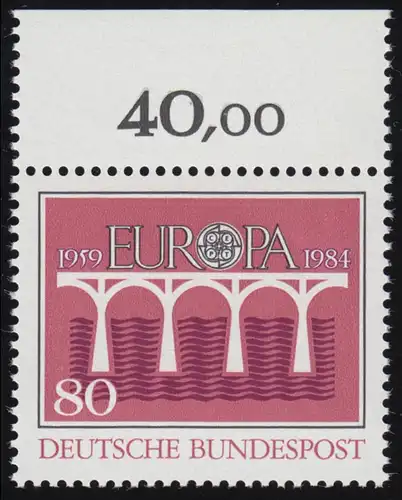 40,00
1959 EUROPA 1984
80
DEUTSCHE BUNDESPOST